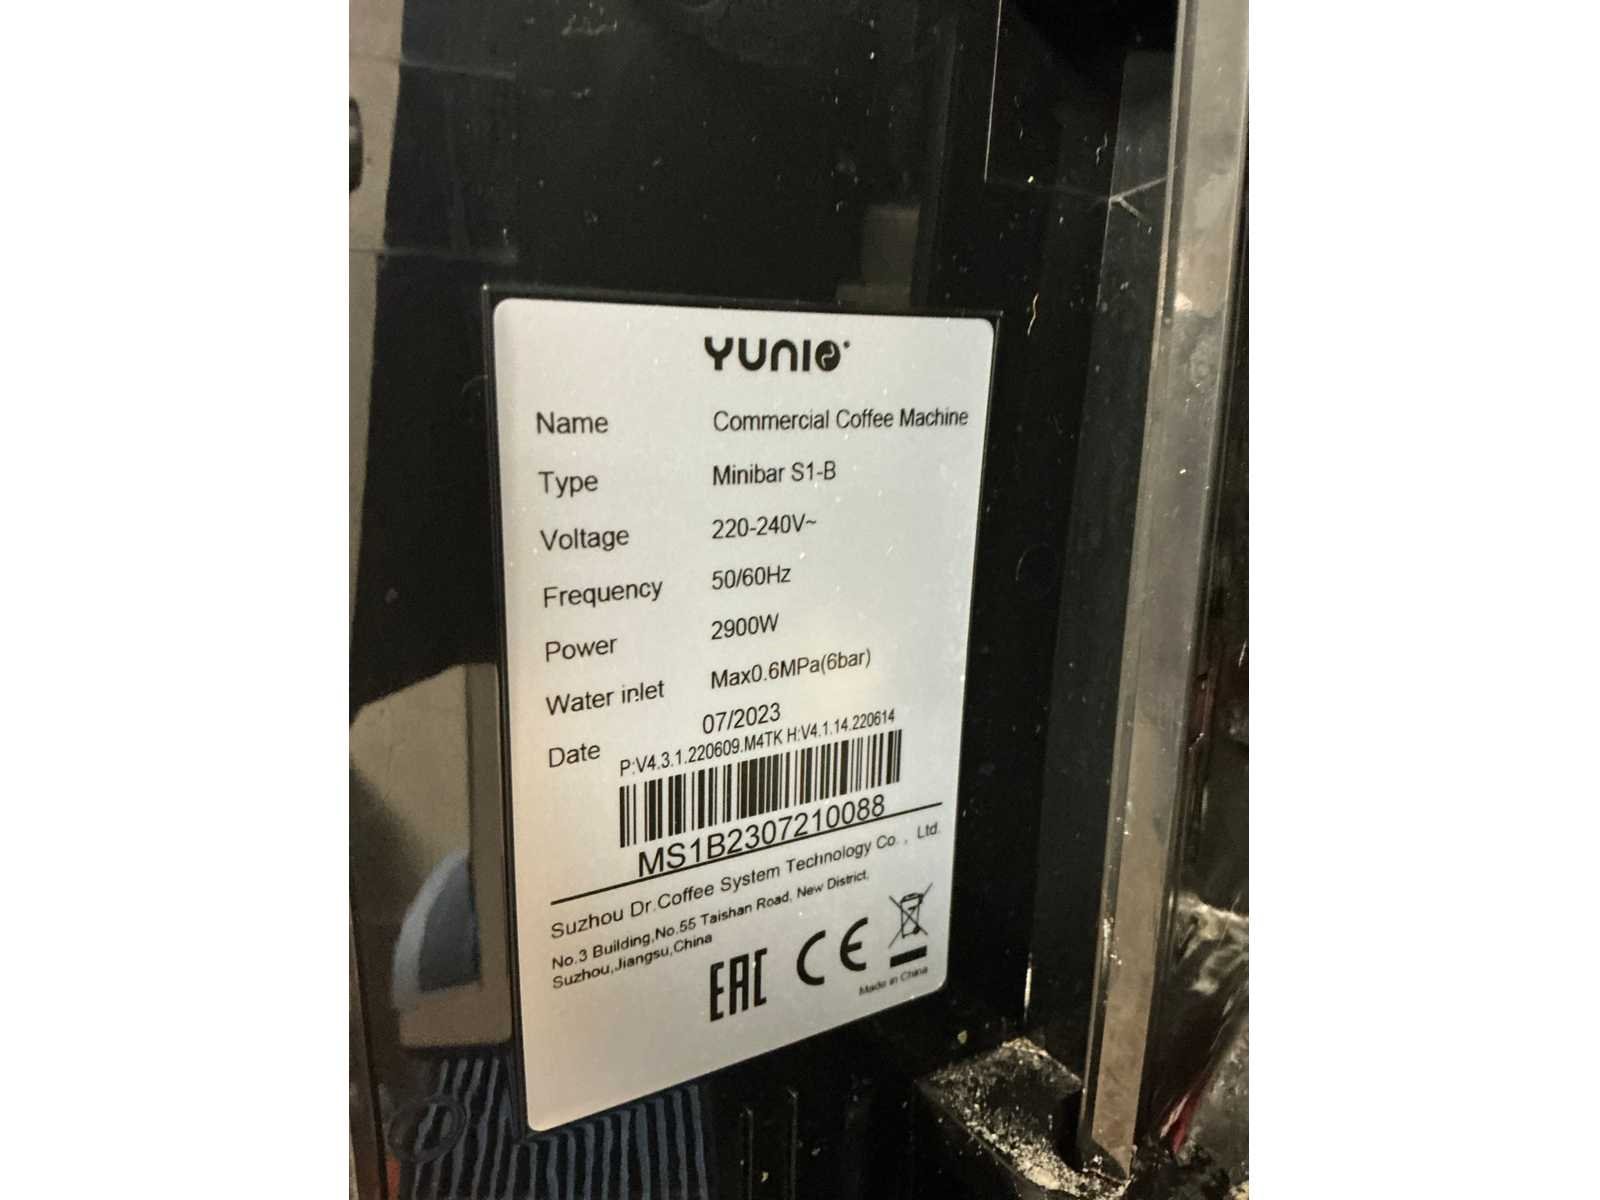 YUNIO
Name Commercial Coffee Machine
Type Minibar S1-B
Voltage 220-240V~
Frequency 50/60Hz
Power 2900W
Water inlet Max0.6MPa(6bar)
Date 07/2023
P:V4.3.1.220609.M4TK H:V4.1.14.220614
MS1B2307210088
Suzhou Dr.Coffee System Technology Co. , Ltd.
No.3 Building,No.55 Taishan Road, New District,
Suzhou,Jiangsu,China
EAC CE
Made in China